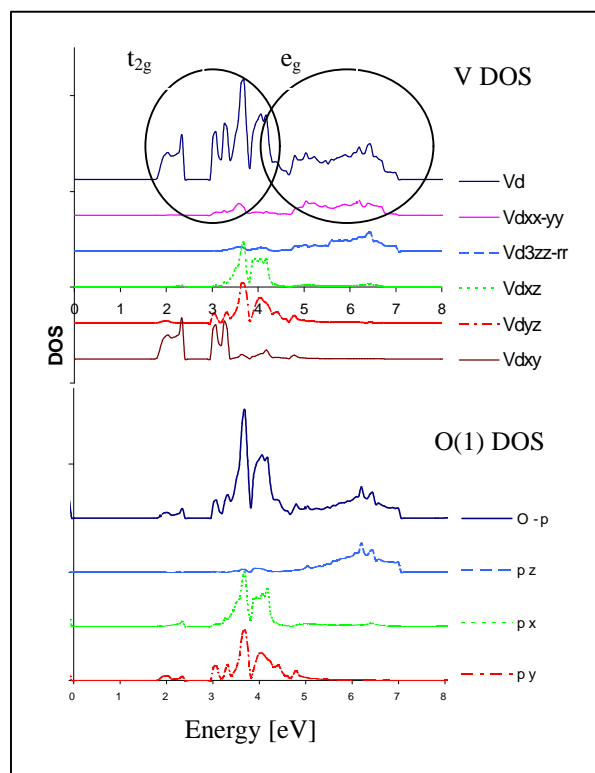 t2g
eg
V DOS
Vd
Vdxx-yy
Vd3zz-rr
Vdxz
0 1 2 3 4 5 6 7 8
Vdyz
Vdxy
DOS
O(1) DOS
O -p
p z
p x
p y
0 1 2 3 4 5 6 7 8
Energy [eV]